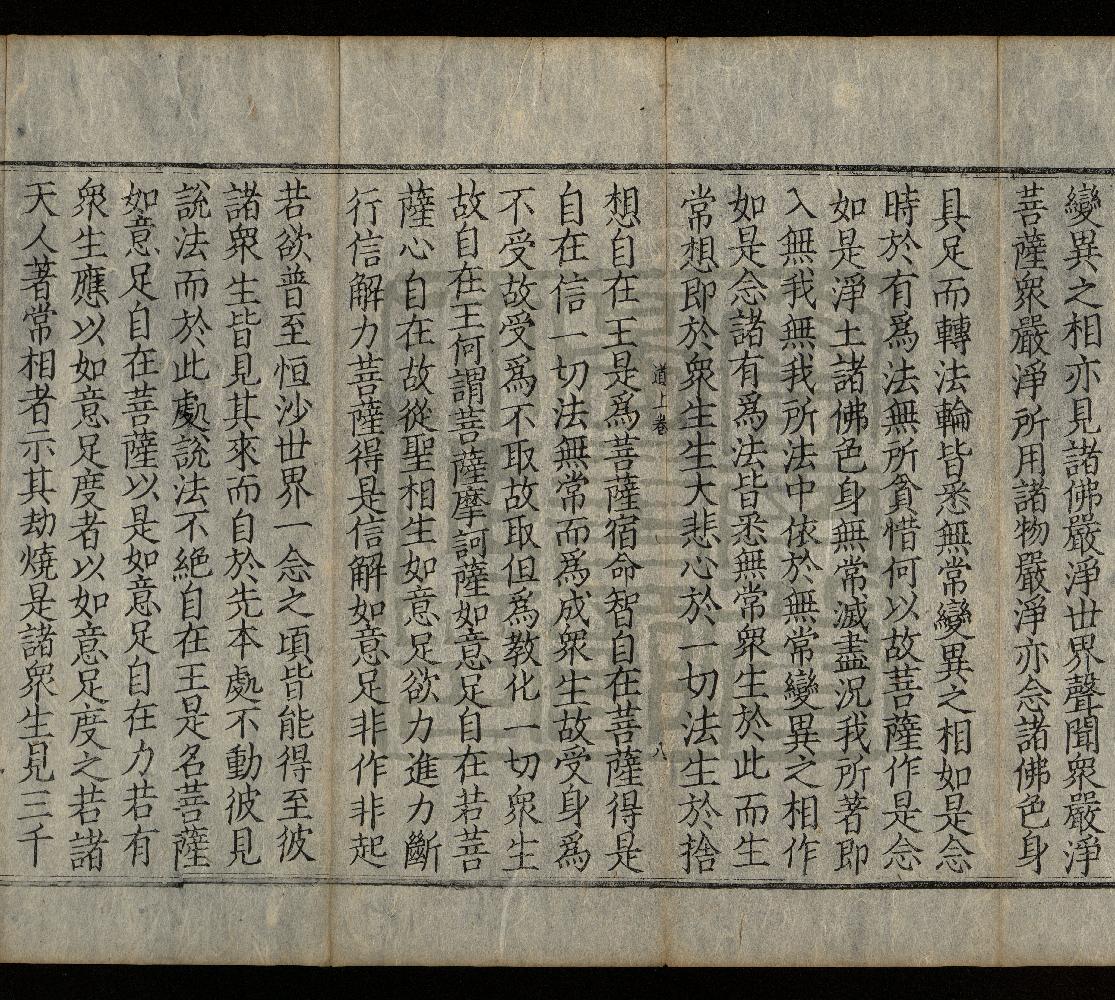 變異之相亦見諸佛嚴淨世界聲聞眾嚴淨
菩薩眾嚴淨所用諸物嚴淨亦念諸佛色身
具足而轉法輪皆悉無常變異之相如是念
時於有為法無所貪惜何以故菩薩作是念
如是淨土諸佛色身無常滅盡況我所著即
入無我無我所法中依於無常變異之相作
如是念諸有為法皆悉無常眾生於此而生
常想即於眾生生大悲心於一切法生於捨
道上卷 八
想自在王是為菩薩宿命智自在菩薩得是
自在信一切法無常而為成眾生故受身為
不受故受為不取故取但為教化一切眾生
故自在王何謂菩薩摩訶薩如意足自在若菩
薩心自在故從聖相生如意足欲力進力斷
行信解力菩薩得是信解如意足非作非起
若欲普至恒沙世界一念之頃皆能得至彼
諸眾生皆見其來而自於先本處不動彼見
說法而於此處說法不絕自在王是名菩薩
如意足自在菩薩以是如意足自在力若有
眾生應以如意足度者以如意足度之若諸
天人著常相者示其劫燒是諸眾生見三千